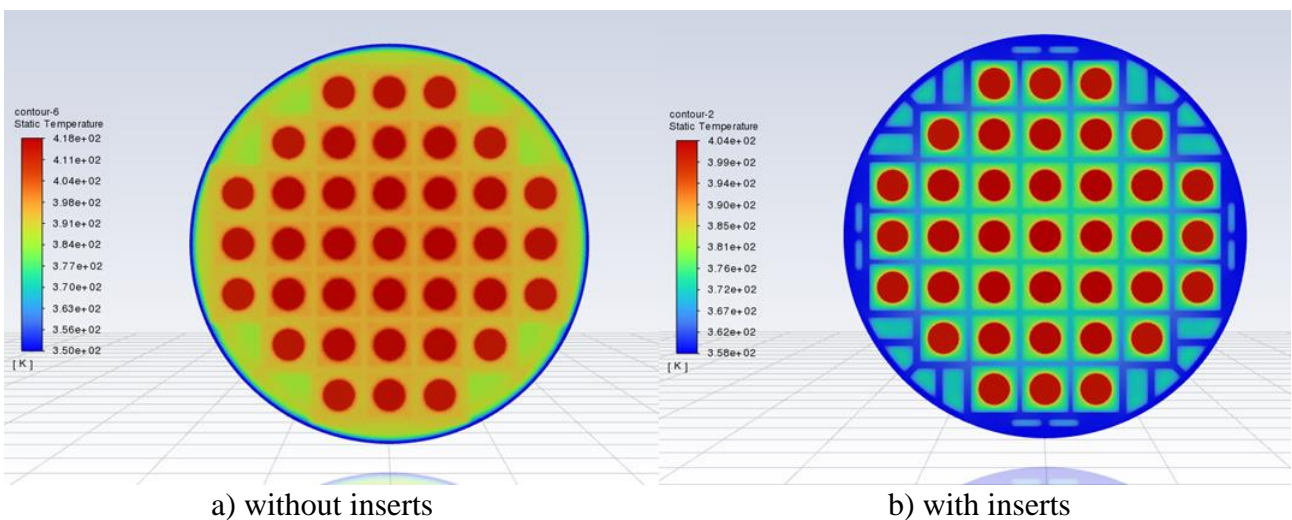 contour-6
Static Temperature
4.18e+02
4.11e+02
4.04e+02
3.98e+02
3.91e+02
3.84e+02
3.77e+02
3.70e+02
3.63e+02
3.56e+02
3.50e+02
[ K ]
contour-2
Static Temperature
4.04e+02
3.99e+02
3.94e+02
3.90e+02
3.85e+02
3.81e+02
3.76e+02
3.72e+02
3.67e+02
3.62e+02
3.58e+02
[ K ]
a) without inserts
b) with inserts